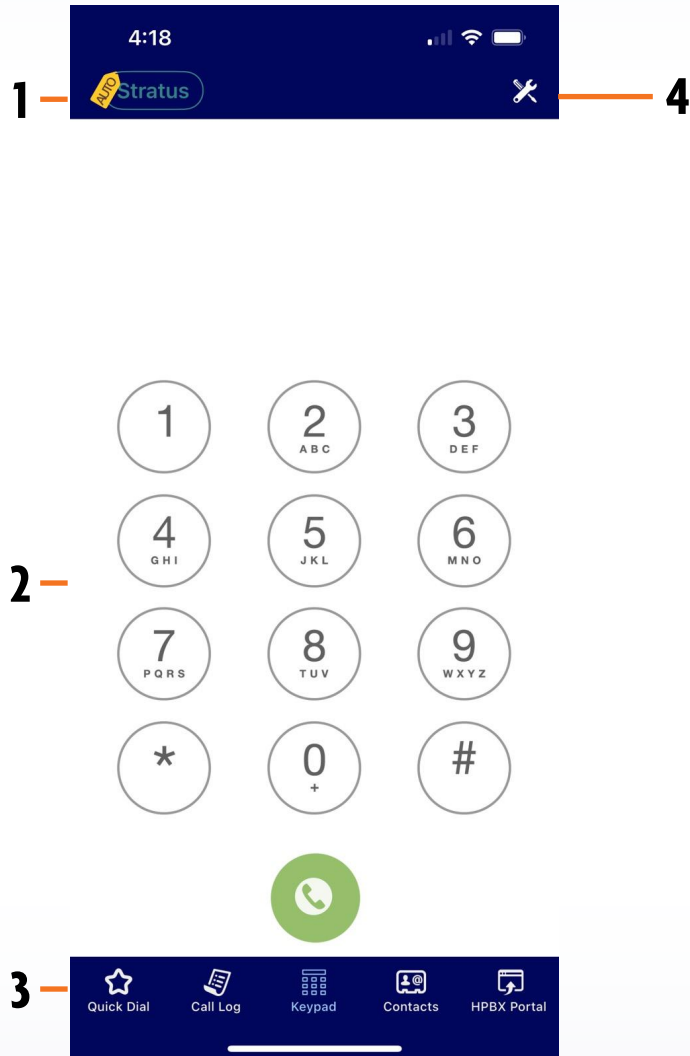 4:18
1
AUTO
Stratus
4
1
2
3
ABC
DEF
4
5
6
GHI
JKL
MNO
2
7
8
9
PQRS
TUV
WXYZ
*
0
#
+
3
Quick Dial
Call Log
Keypad
Contacts
HPBX Portal